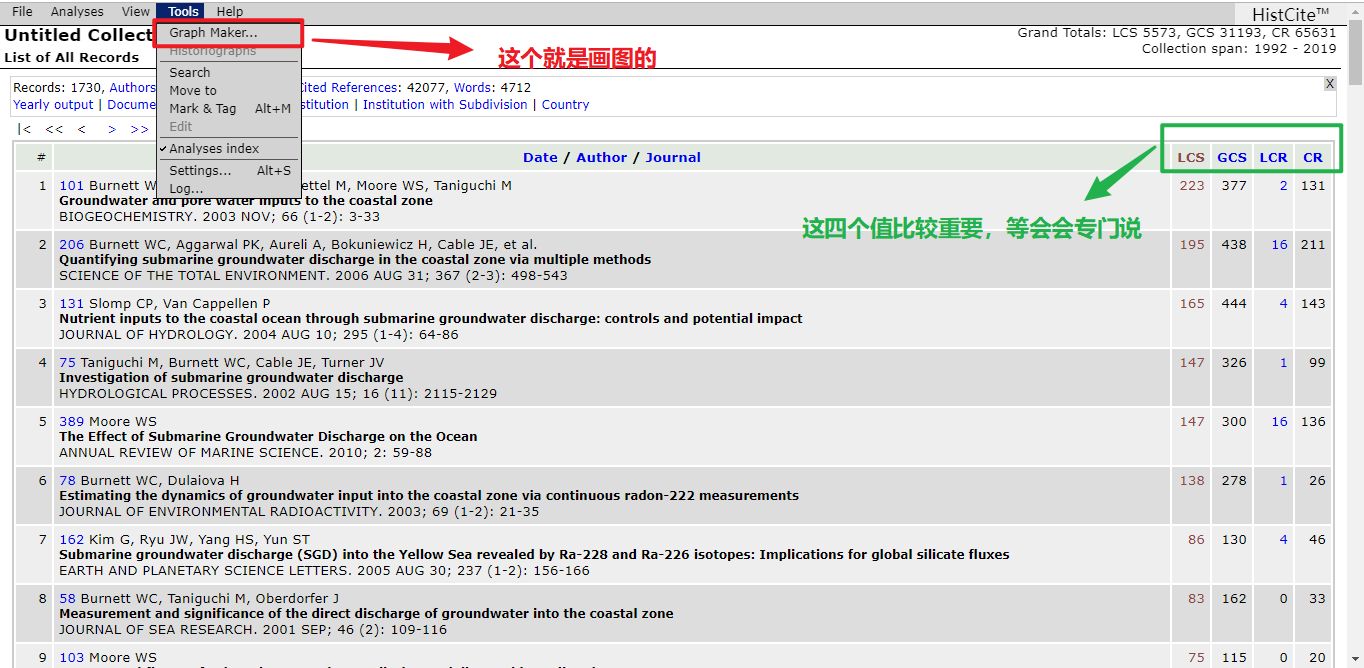 File Analyses View Tools Help
HistCite™
Untitled Collect
Grand Totals: LCS 5573, GCS 31193, CR 65631
List of All Records
Collection span: 1992 - 2019
Graph Maker...
Historiographs
Search
Move to
Mark & Tag Alt+M
Edit
✓Analyses index
Settings... Alt+S
Log...
这个就是画图的
Records: 1730, Authors
Cited References: 42077, Words: 4712
X
Yearly output | Docume
stitution | Institution with Subdivision | Country
|< << < > >>
# Date / Author / Journal LCS GCS LCR CR
这四个值比较重要，等会会专门说
1 101 Burnett W ettel M, Moore WS, Taniguchi M 223 377 2 131
Groundwater and pore water inputs to the coastal zone
BIOGEOCHEMISTRY. 2003 NOV; 66 (1-2): 3-33
2 206 Burnett WC, Aggarwal PK, Aureli A, Bokuniewicz H, Cable JE, et al. 195 438 16 211
Quantifying submarine groundwater discharge in the coastal zone via multiple methods
SCIENCE OF THE TOTAL ENVIRONMENT. 2006 AUG 31; 367 (2-3): 498-543
3 131 Slomp CP, Van Cappellen P 165 444 4 143
Nutrient inputs to the coastal ocean through submarine groundwater discharge: controls and potential impact
JOURNAL OF HYDROLOGY. 2004 AUG 10; 295 (1-4): 64-86
4 75 Taniguchi M, Burnett WC, Cable JE, Turner JV 147 326 1 99
Investigation of submarine groundwater discharge
HYDROLOGICAL PROCESSES. 2002 AUG 15; 16 (11): 2115-2129
5 389 Moore WS 147 300 16 136
The Effect of Submarine Groundwater Discharge on the Ocean
ANNUAL REVIEW OF MARINE SCIENCE. 2010; 2: 59-88
6 78 Burnett WC, Dulaiova H 138 278 1 26
Estimating the dynamics of groundwater input into the coastal zone via continuous radon-222 measurements
JOURNAL OF ENVIRONMENTAL RADIOACTIVITY. 2003; 69 (1-2): 21-35
7 162 Kim G, Ryu JW, Yang HS, Yun ST 86 130 4 46
Submarine groundwater discharge (SGD) into the Yellow Sea revealed by Ra-228 and Ra-226 isotopes: Implications for global silicate fluxes
EARTH AND PLANETARY SCIENCE LETTERS. 2005 AUG 30; 237 (1-2): 156-166
8 58 Burnett WC, Taniguchi M, Oberdorfer J 83 162 0 33
Measurement and significance of the direct discharge of groundwater into the coastal zone
JOURNAL OF SEA RESEARCH. 2001 SEP; 46 (2): 109-116
9 103 Moore WS 75 115 0 20